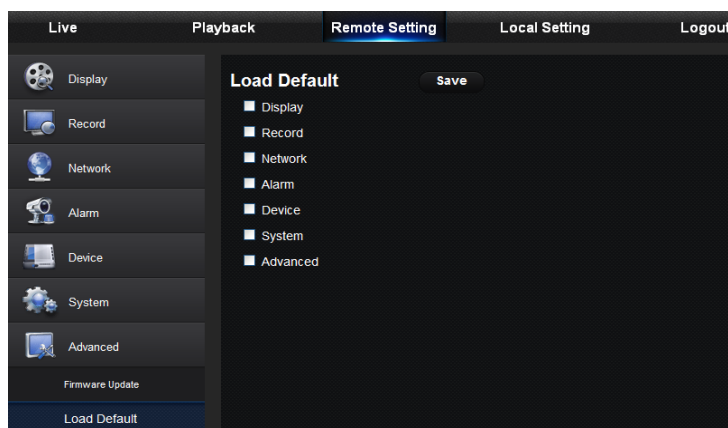 Live Playback Remote Setting Local Setting Logout
Display
Record
Network
Alarm
Device
System
Advanced
Firmware Update
Load Default
Load Default Save
Display
Record
Network
Alarm
Device
System
Advanced